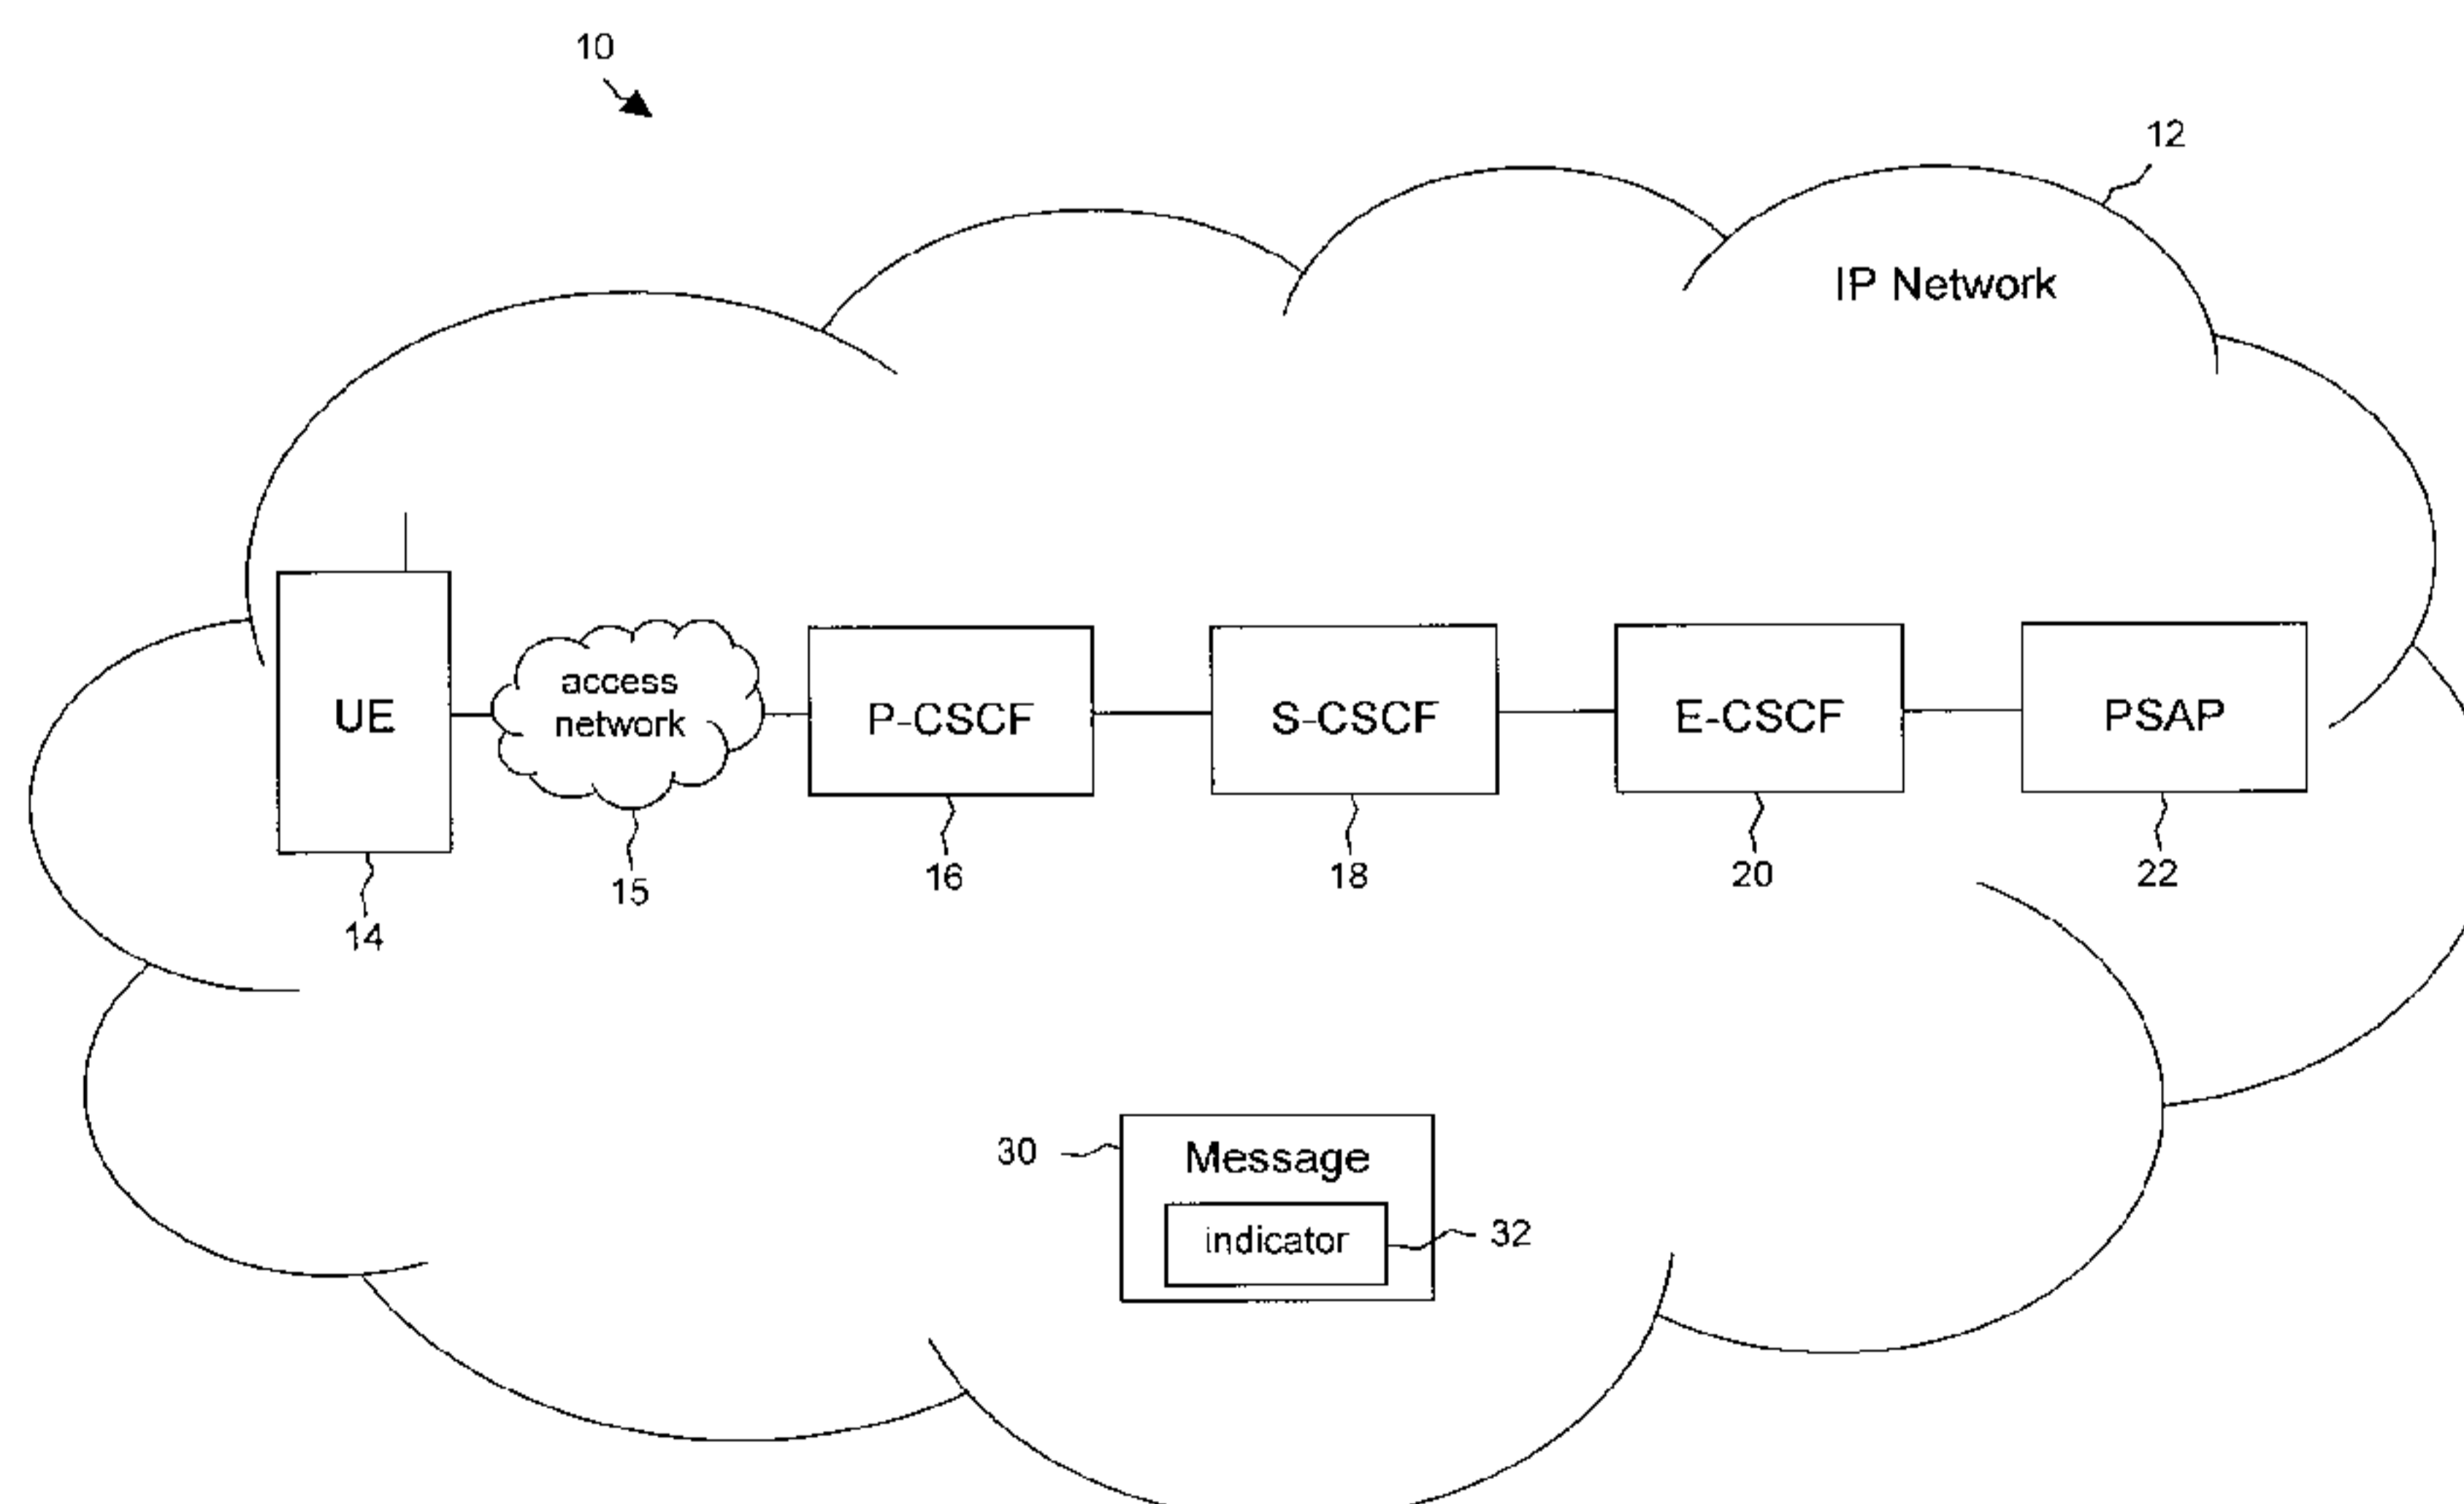 10
12
IP Network
UE
access
network
P-CSCF
S-CSCF
E-CSCF
PSAP
14
15
16
18
20
22
30
Message
indicator
32